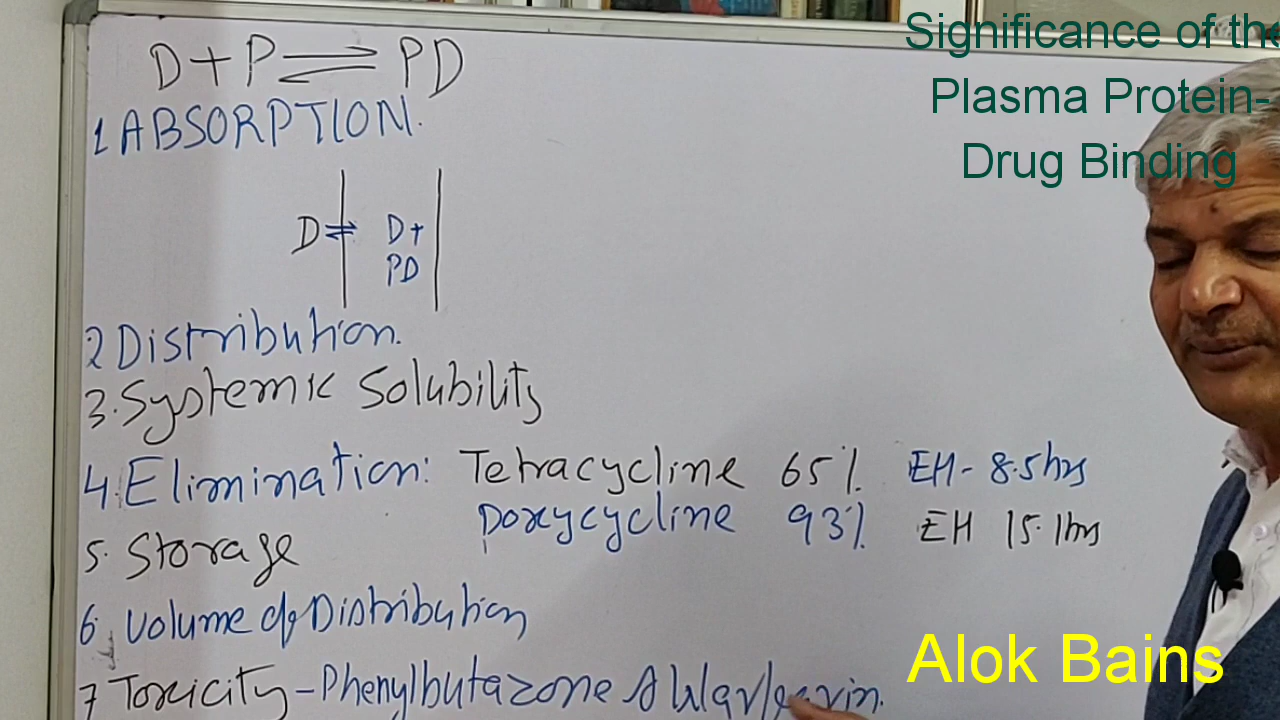 Significance of the
Plasma Protein-
Drug Binding
D+P ⇌ PD
1 ABSORPTION.
D ⇌ D+
PD
2 Distribution.
3. Systemic Solubility
4. Elimination: Tetracycline 65% EH- 8.5hrs
Doxycycline 93% EH 15.1hrs
5. Storage
6. Volume of Distribution
7 Toxicity - Phenylbutazone &
Alok Bains